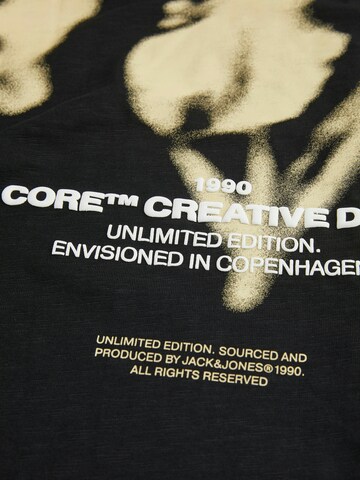 1990
CORE™ CREATIVE D
UNLIMITED EDITION.
ENVISIONED IN COPENHAGEN
UNLIMITED EDITION. SOURCED AND
PRODUCED BY JACK&JONES®1990.
ALL RIGHTS RESERVED